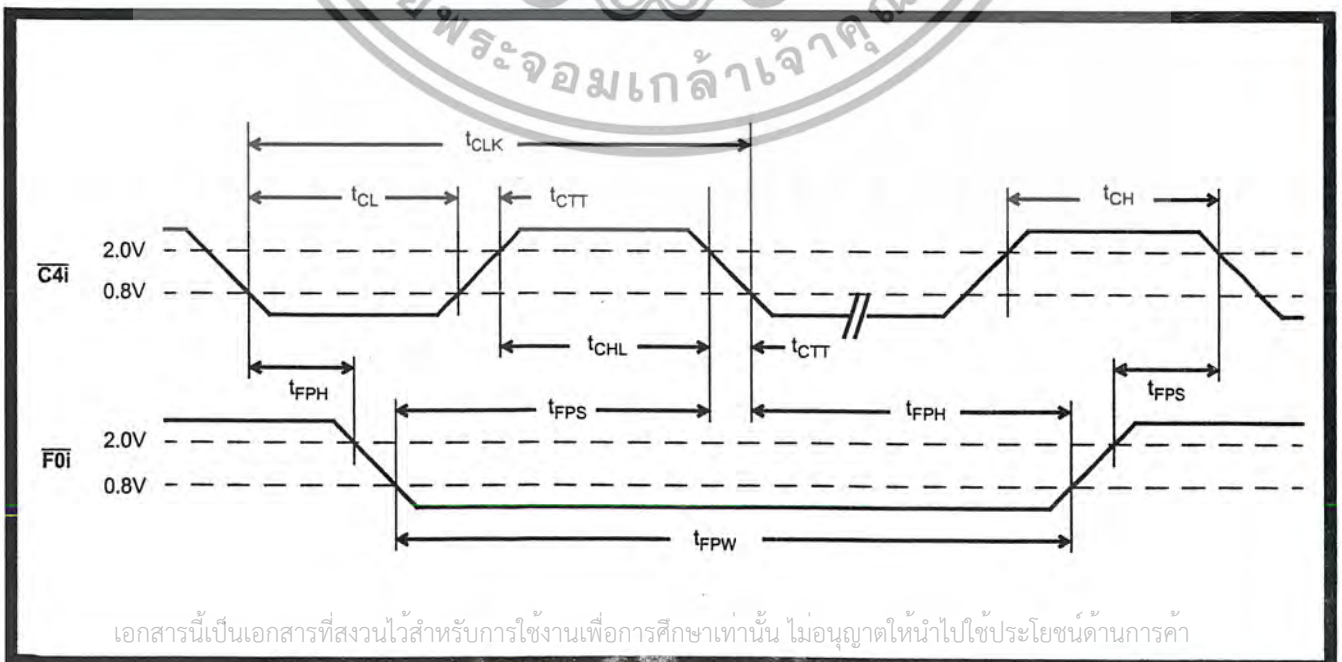 พระจอมเกล้าเจ้าคุณ
tCLK
tCL
tCTT
tCH
2.0V
C4i
0.8V
tCHL
tCTT
tFPH
tFPS
tFPH
tFPS
2.0V
F0i
0.8V
tFPW
เอกสารนี้เป็นเอกสารที่สงวนไว้สำหรับการใช้งานเพื่อการศึกษาเท่านั้น ไม่อนุญาตให้นำไปใช้ประโยชน์ด้านการค้า